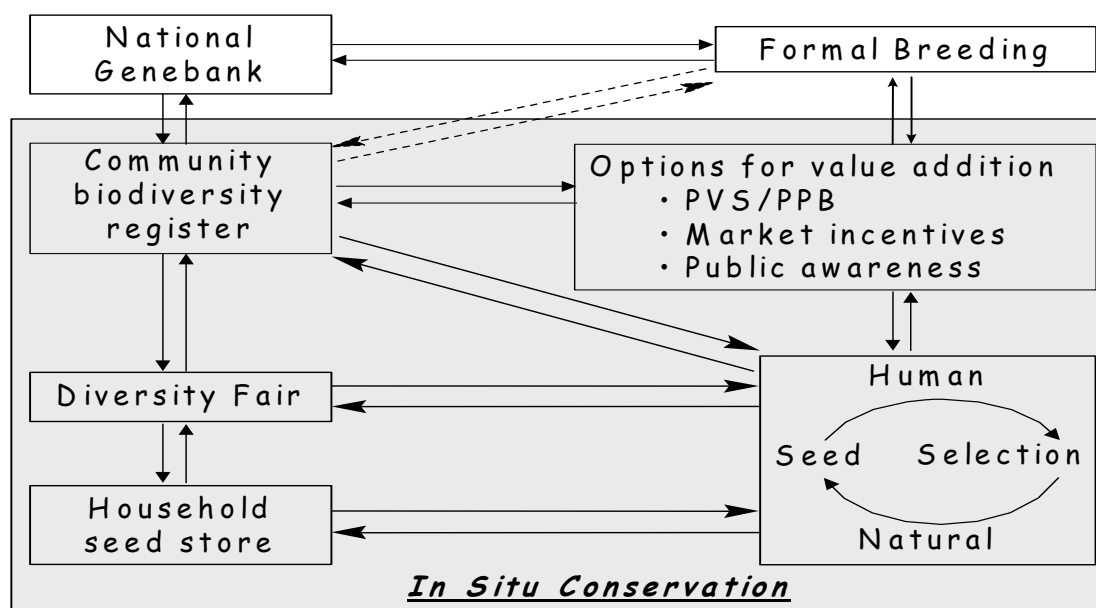 National
Genebank
Formal Breeding
Community
biodiversity
register
Options for value addition
· PVS/PPB
· Market incentives
· Public awareness
Diversity Fair
Human
Seed Selection
Natural
Household
seed store
In Situ Conservation